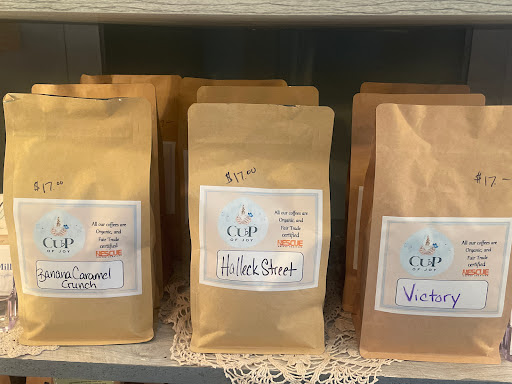 $17.00
CUP
OF JOY
All our coffees are
Organic, and
Fair Trade
certified
Banana Caramel
Crunch
$17.00
CUP
OF JOY
All our coffees are
Organic, and
Fair Trade
certified
Halleck Street
$17.-
CUP
OF JOY
All our coffees are
Organic, and
Fair Trade
certified
Victory
Mill